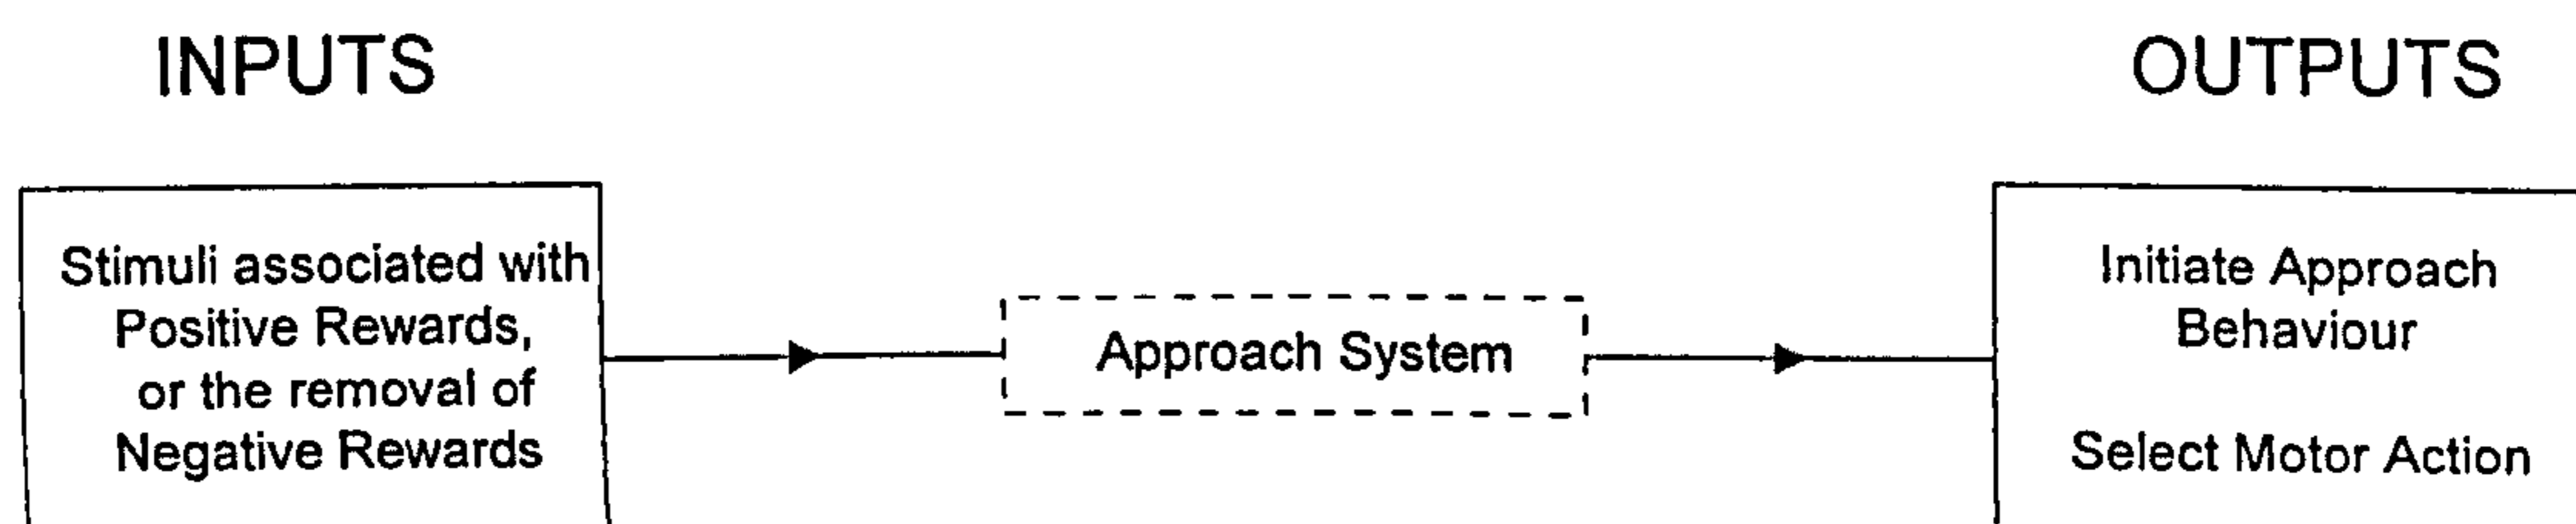 INPUTS
OUTPUTS
Stimuli associated with
Positive Rewards,
or the removal of
Negative Rewards
Approach System
Initiate Approach
Behaviour
Select Motor Action